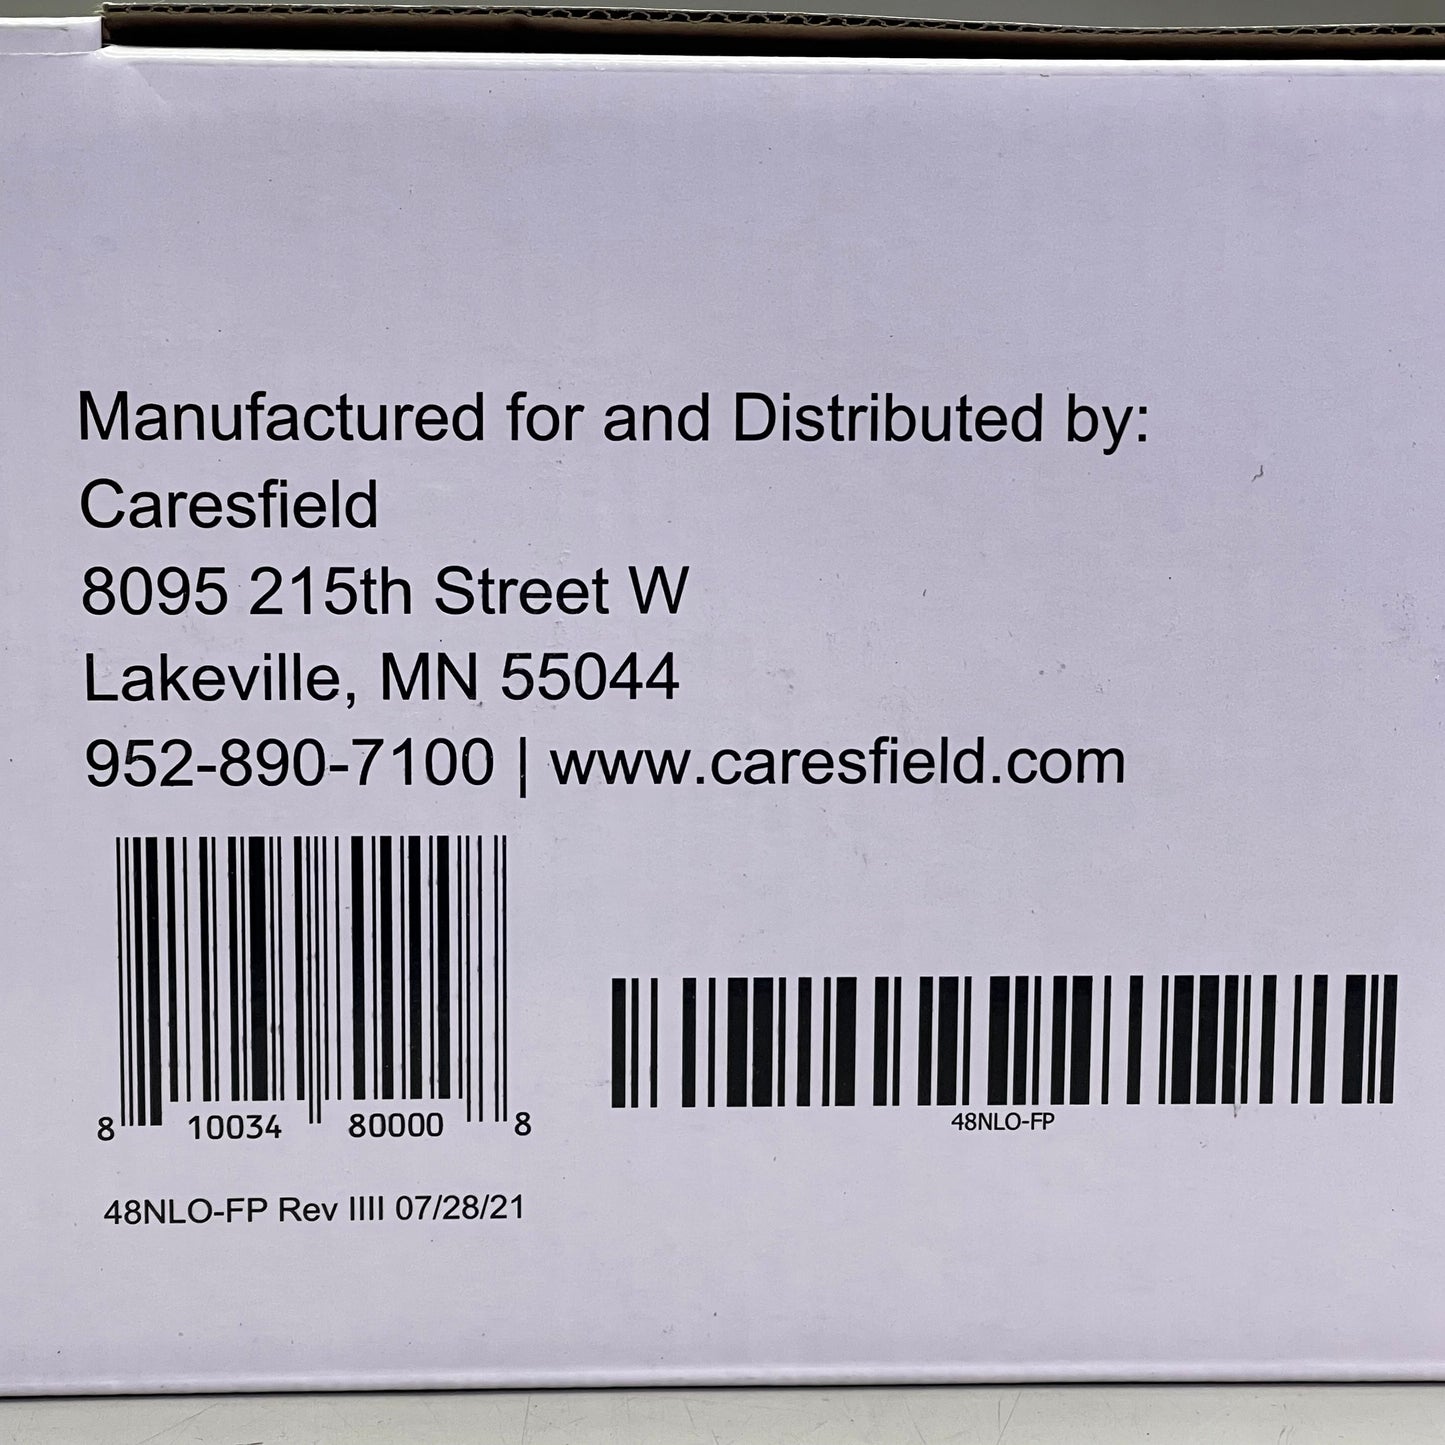 Manufactured for and Distributed by:
Caresfield
8095 215th Street W
Lakeville, MN 55044
952-890-7100 | www.caresfield.com
8 10034 80000 8
48NLO-FP
48NLO-FP Rev IIII 07/28/21